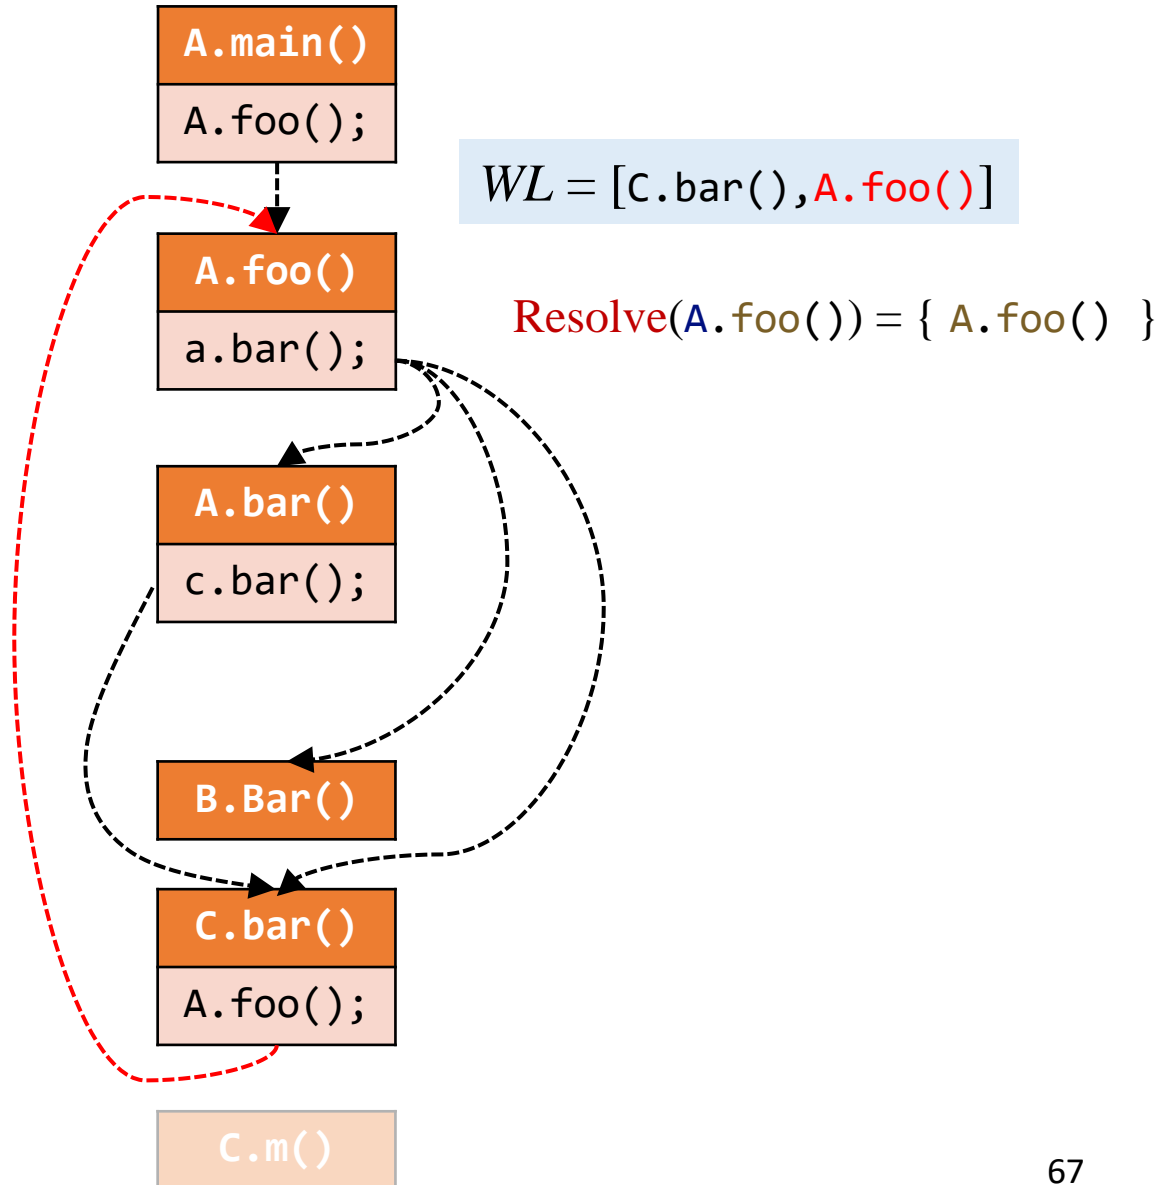 A.main()
A.foo();
WL = [C.bar(),A.foo()]
A.foo()
a.bar();
Resolve(A.foo()) = { A.foo() }
A.bar()
c.bar();
B.Bar()
C.bar()
A.foo();
C.m()
67